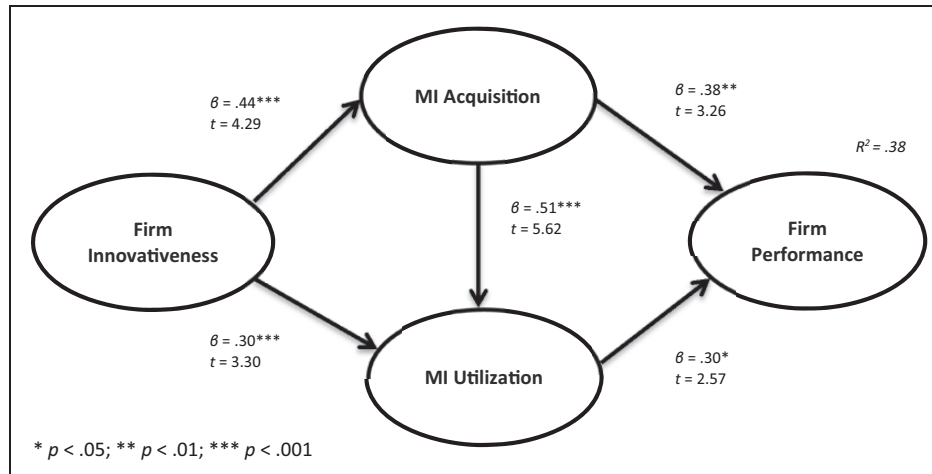 MI Acquisition
β = .44***
t = 4.29
β = .38**
t = 3.26
R² = .38
Firm
Innovativeness
β = .51***
t = 5.62
Firm
Performance
β = .30***
t = 3.30
MI Utilization
β = .30*
t = 2.57
* p < .05; ** p < .01; *** p < .001